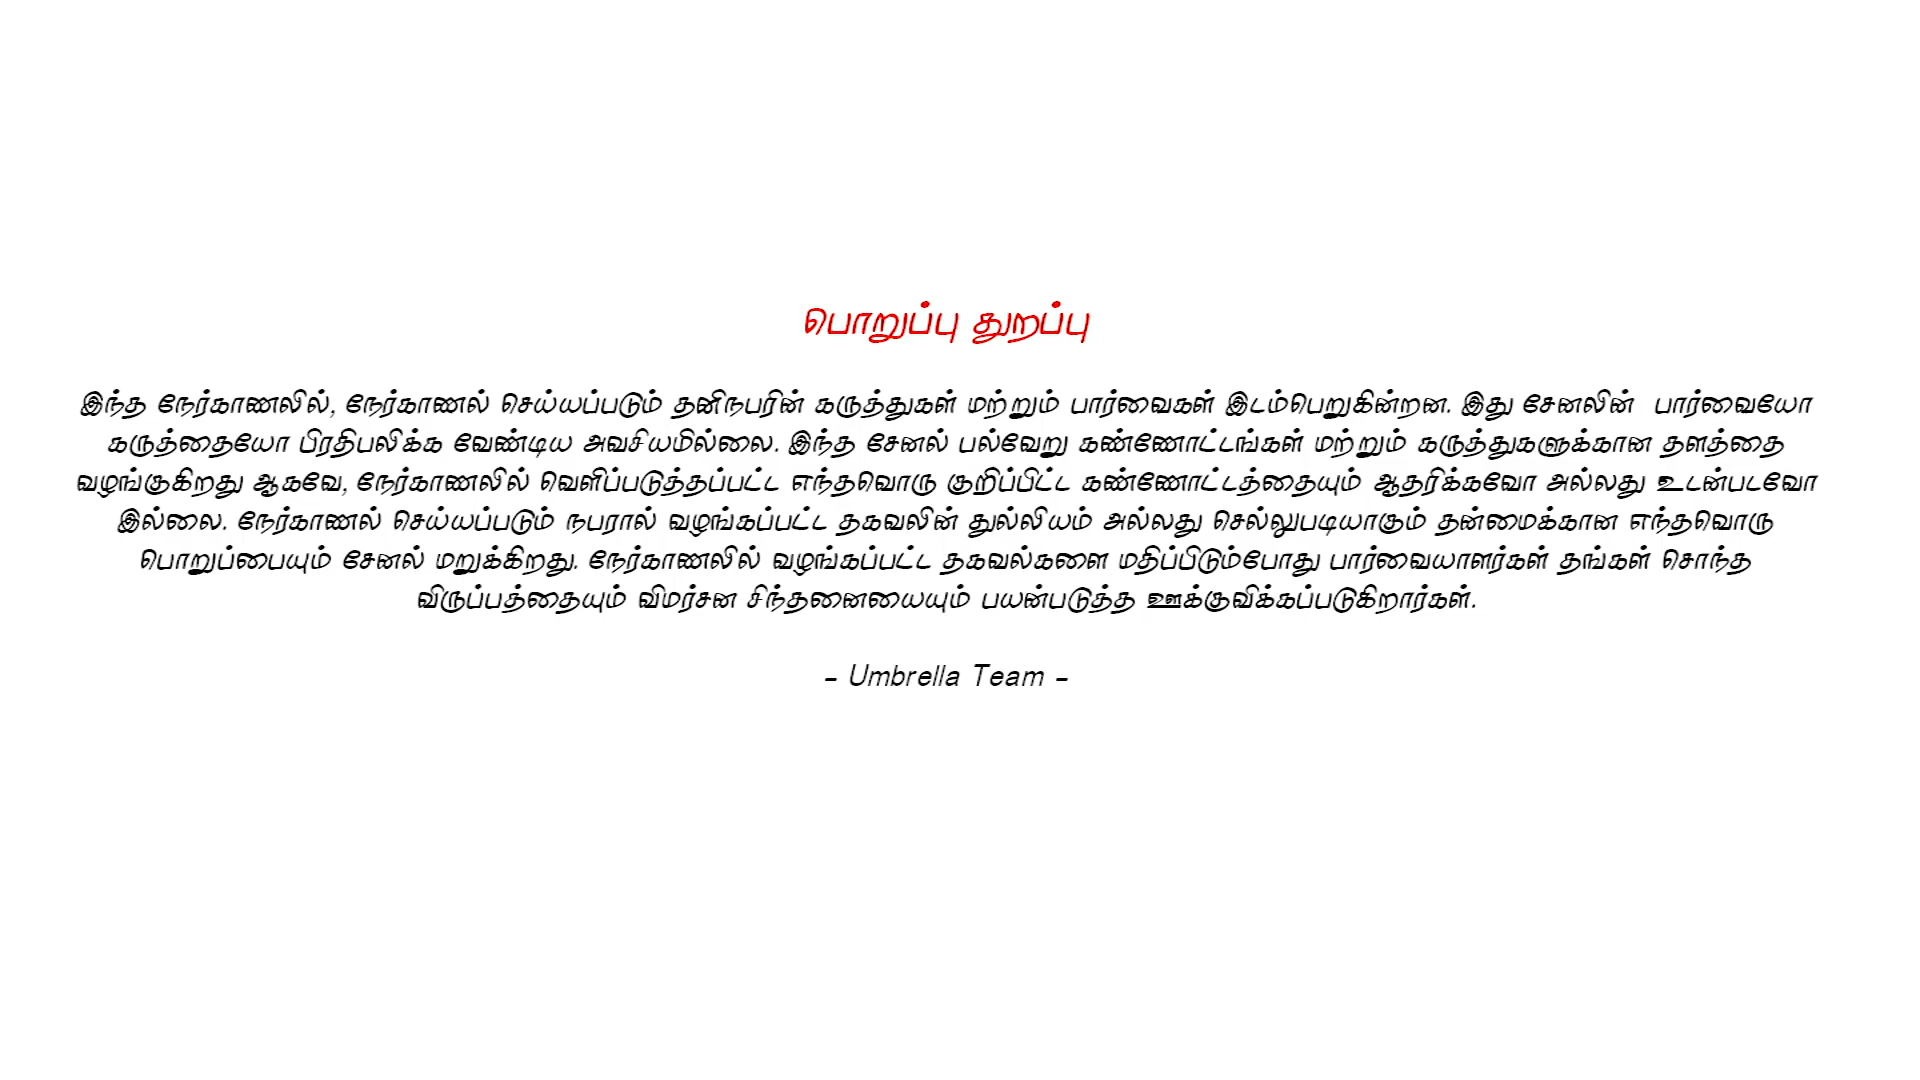 பொறுப்பு துறப்பு
இந்த நேர்காணலில், நேர்காணல் செய்யப்படும் தனிநபரின் கருத்துகள் மற்றும் பார்வைகள் இடம்பெறுகின்றன. இது சேனலின் பார்வையோ
கருத்தையோ பிரதிபலிக்க வேண்டிய அவசியமில்லை. இந்த சேனல் பல்வேறு கண்ணோட்டங்கள் மற்றும் கருத்துகளுக்கான தளத்தை
வழங்குகிறது ஆகவே, நேர்காணலில் வெளிப்படுத்தப்பட்ட எந்தவொரு குறிப்பிட்ட கண்ணோட்டத்தையும் ஆதரிக்கவோ அல்லது உடன்படவோ
இல்லை. நேர்காணல் செய்யப்படும் நபரால் வழங்கப்பட்ட தகவலின் துல்லியம் அல்லது செல்லுபடியாகும் தன்மைக்கான எந்தவொரு
பொறுப்பையும் சேனல் மறுக்கிறது. நேர்காணலில் வழங்கப்பட்ட தகவல்களை மதிப்பிடும்போது பார்வையாளர்கள் தங்கள் சொந்த
விருப்பத்தையும் விமர்சன சிந்தனையையும் பயன்படுத்த ஊக்குவிக்கப்படுகிறார்கள்.
- Umbrella Team -